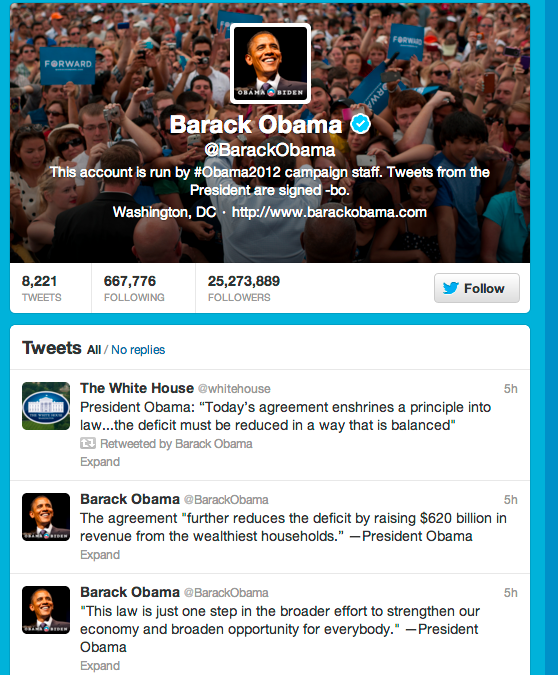 FORWARD
FORWARD
OBAMA BIDEN
Barack Obama
@BarackObama
This account is run by #Obama2012 campaign staff. Tweets from the
President are signed -bo.
Washington, DC · http://www.barackobama.com
8,221
TWEETS
667,776
FOLLOWING
25,273,889
FOLLOWERS
Follow
Tweets All / No replies
The White House @whitehouse 5h
President Obama: “Today’s agreement enshrines a principle into
law...the deficit must be reduced in a way that is balanced"
Retweeted by Barack Obama
Expand
Barack Obama @BarackObama 5h
OBAMA BIDEN
The agreement "further reduces the deficit by raising $620 billion in
revenue from the wealthiest households.” —President Obama
Expand
Barack Obama @BarackObama 5h
OBAMA BIDEN
"This law is just one step in the broader effort to strengthen our
economy and broaden opportunity for everybody." —President
Obama
Expand